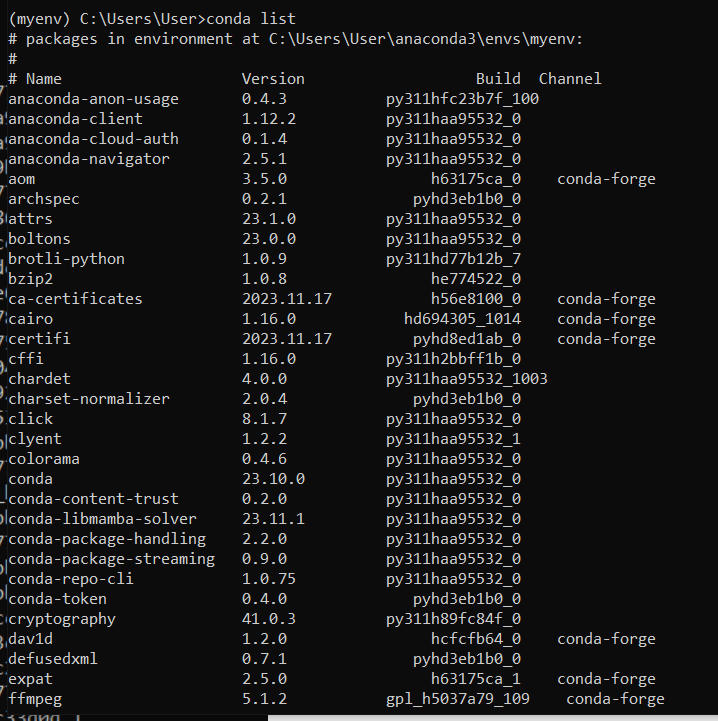 (myenv) C:\Users\User>conda list
# packages in environment at C:\Users\User\anaconda3\envs\myenv:
#
# Name                    Version                   Build  Channel
anaconda-anon-usage       0.4.3           py311hfc23b7f_100
anaconda-client           1.12.2          py311haa95532_0
anaconda-cloud-auth       0.1.4           py311haa95532_0
anaconda-navigator        2.5.1           py311haa95532_0
aom                       3.5.0                h63175ca_0    conda-forge
archspec                  0.2.1              pyhd3eb1b0_0
attrs                     23.1.0          py311haa95532_0
boltons                   23.0.0          py311haa95532_0
brotli-python             1.0.9           py311hd77b12b_7
bzip2                     1.0.8                he774522_0
ca-certificates           2023.11.17           h56e8100_0    conda-forge
cairo                     1.16.0            hd694305_1014    conda-forge
certifi                   2023.11.17         pyhd8ed1ab_0    conda-forge
cffi                      1.16.0          py311h2bbff1b_0
chardet                   4.0.0           py311haa95532_1003
charset-normalizer        2.0.4              pyhd3eb1b0_0
click                     8.1.7           py311haa95532_0
clyent                    1.2.2           py311haa95532_1
colorama                  0.4.6           py311haa95532_0
conda                     23.10.0         py311haa95532_0
conda-content-trust       0.2.0           py311haa95532_0
conda-libmamba-solver     23.11.1         py311haa95532_0
conda-package-handling    2.2.0           py311haa95532_0
conda-package-streaming   0.9.0           py311haa95532_0
conda-repo-cli            1.0.75          py311haa95532_0
conda-token               0.4.0              pyhd3eb1b0_0
cryptography              41.0.3          py311h89fc84f_0
dav1d                     1.2.0                hcfcfb64_0    conda-forge
defusedxml                0.7.1              pyhd3eb1b0_0
expat                     2.5.0                h63175ca_1    conda-forge
ffmpeg                    5.1.2           gpl_h5037a79_109    conda-forge